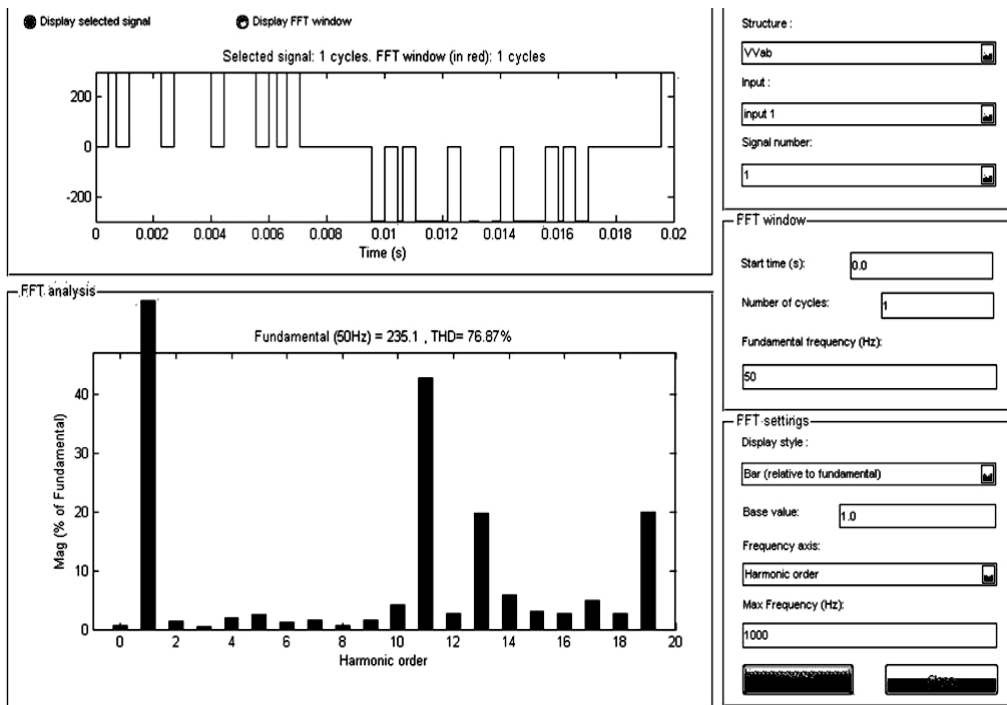 Display selected signal
Display FFT window
Selected signal: 1 cycles. FFT window (in red): 1 cycles
200
0
-200
0
0.002
0.004
0.006
0.008
0.01
0.012
0.014
0.016
0.018
0.02
Time (s)
FFT analysis
Fundamental (50Hz) = 235.1 , THD= 76.87%
40
30
20
10
0
Mag (% of Fundamental)
0
2
4
6
8
10
12
14
16
18
20
Harmonic order
Structure :
VVab
Input :
input 1
Signal number:
1
FFT window
Start time (s):
0.0
Number of cycles:
1
Fundamental frequency (Hz):
50
FFT settings
Display style :
Bar (relative to fundamental)
Base value:
1.0
Frequency axis:
Harmonic order
Max Frequency (Hz):
1000